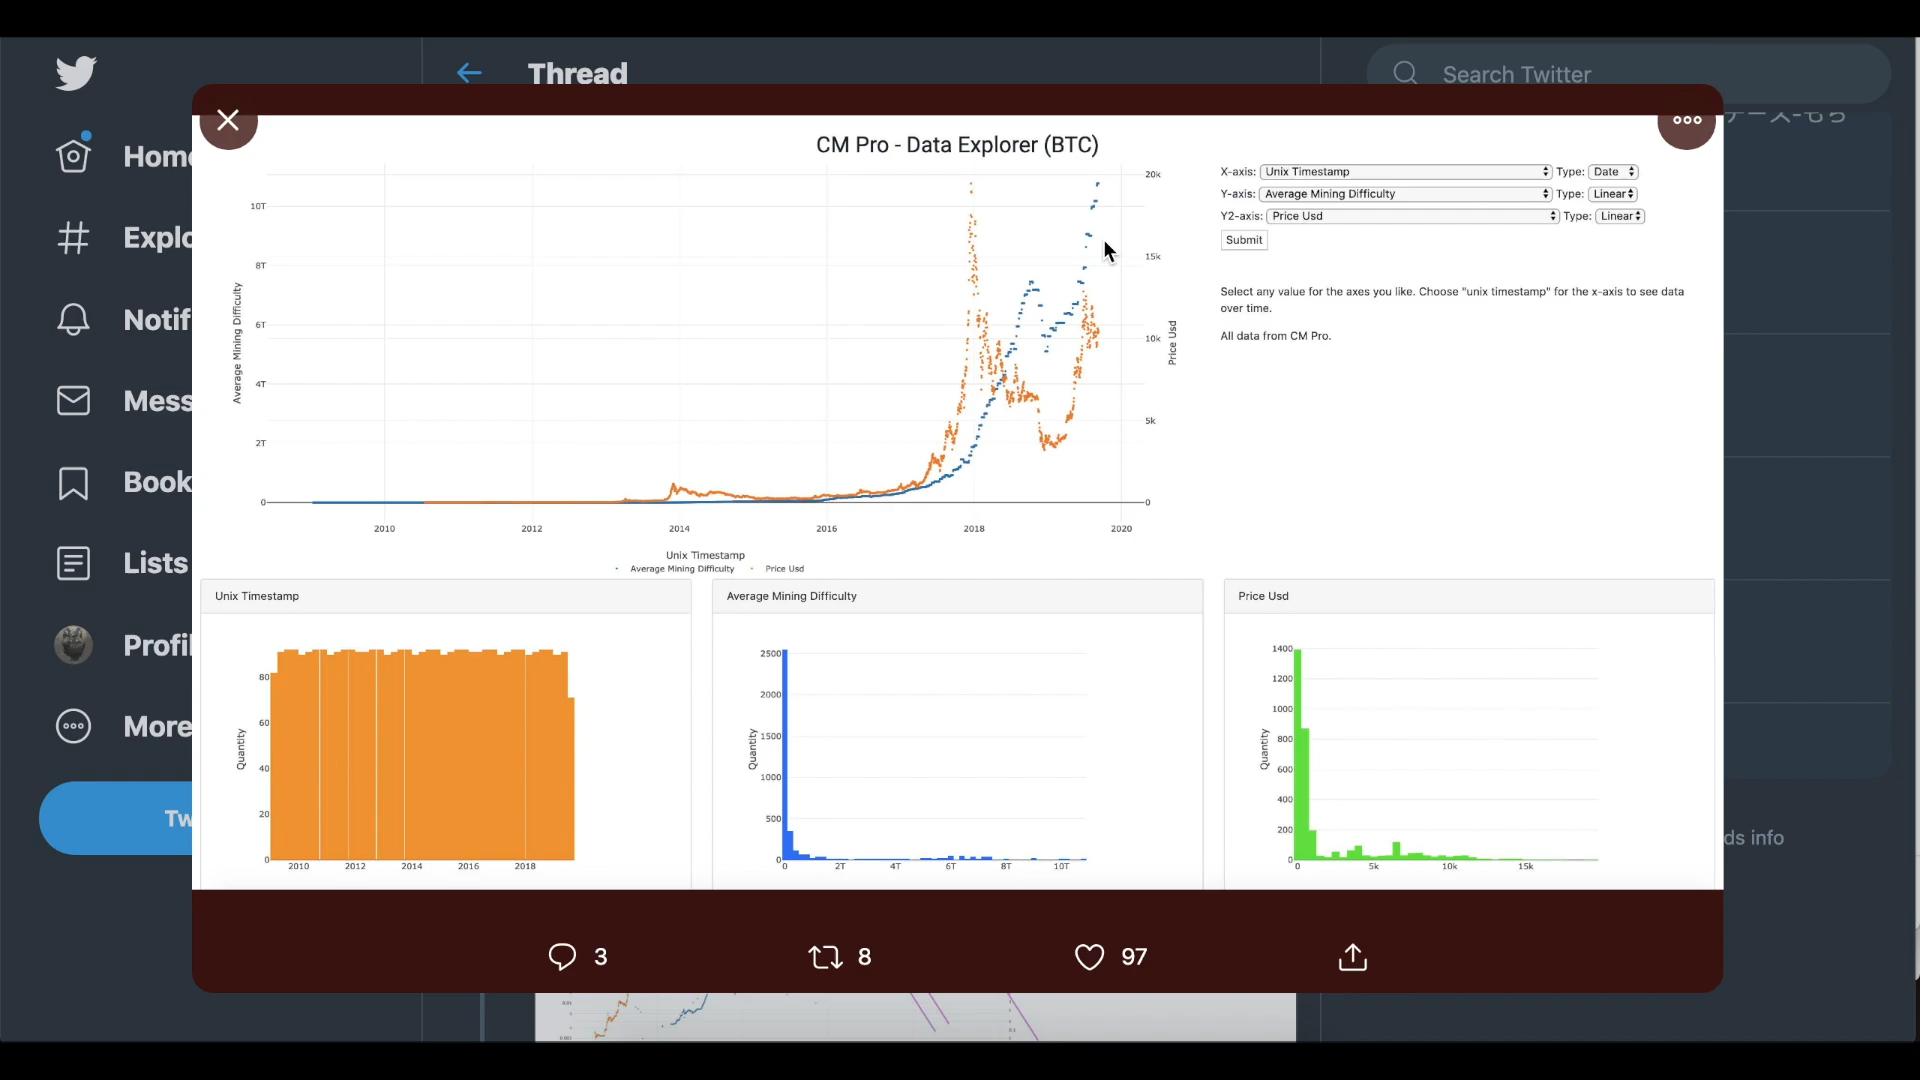 Thread
Search Twitter
Home
Explo
Notif
Mess
Book
Lists
Profil
More
Tw
ds info
CM Pro - Data Explorer (BTC)
10T
8T
6T
4T
2T
0
Average Mining Difficulty
20k
15k
10k
5k
0
Price Usd
2010 2012 2014 2016 2018 2020
Unix Timestamp
Average Mining Difficulty Price Usd
X-axis: Unix Timestamp Type: Date
Y-axis: Average Mining Difficulty Type: Linear
Y2-axis: Price Usd Type: Linear
Submit
Select any value for the axes you like. Choose "unix timestamp" for the x-axis to see data
over time.
All data from CM Pro.
Unix Timestamp
80
60
40
20
0
Quantity
2010 2012 2014 2016 2018
Average Mining Difficulty
2500
2000
1500
1000
500
0
Quantity
0 2T 4T 6T 8T 10T
Price Usd
1400
1200
1000
800
600
400
200
0
Quantity
0 5k 10k 15k
3 8 97